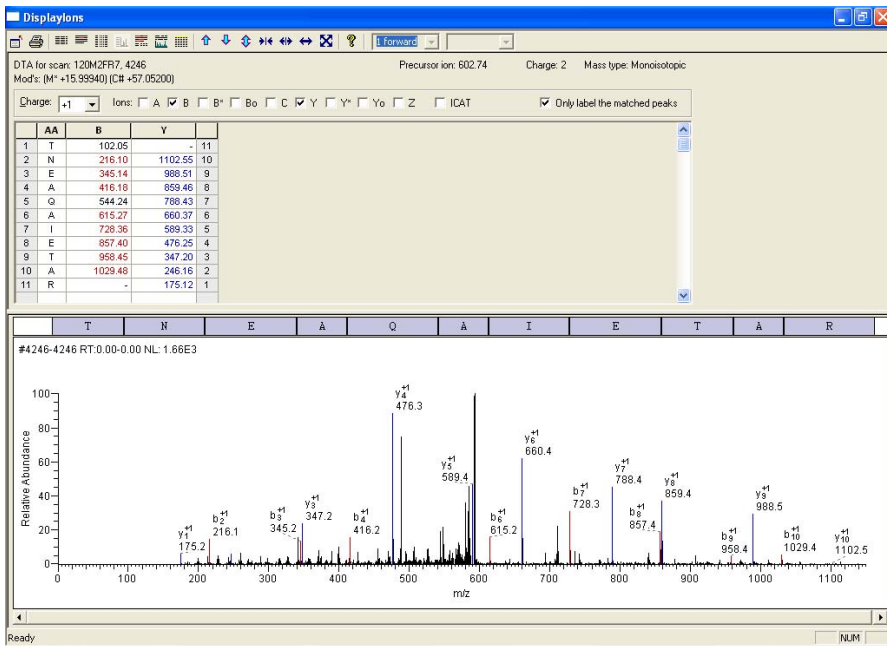 DisplayIons
1 forward
DTA for scan: 120M2FR7, 4246 Precursor ion: 602.74 Charge: 2 Mass type: Monoisotopic
Mod's: (M* +15.99940) (C# +57.05200)
Charge: +1 Ions: A B B* Bo C Y Y* Yo Z ICAT Only label the matched peaks
AA B Y
1 T 102.05 - 11
2 N 216.10 1102.55 10
3 E 345.14 988.51 9
4 A 416.18 859.46 8
5 Q 544.24 788.43 7
6 A 615.27 660.37 6
7 I 728.36 589.33 5
8 E 857.40 476.25 4
9 T 958.45 347.20 3
10 A 1029.48 246.16 2
11 R - 175.12 1
T N E A Q A I E T A R
#4246-4246 RT:0.00-0.00 NL: 1.66E3
Relative Abundance
100
80
60
40
20
0
y1 +1
175.2
b2 +1
216.1
b3 +1
345.2
y3 +1
347.2
b4 +1
416.2
y4 +1
476.3
y5 +1
589.4
b6 +1
615.2
y6 +1
660.4
b7 +1
728.3
y7 +1
788.4
b8 +1
857.4
y8 +1
859.4
b9 +1
958.4
y9 +1
988.5
b10 +1
1029.4
y10 +1
1102.5
0 100 200 300 400 500 600 700 800 900 1000 1100
m/z
Ready NUM